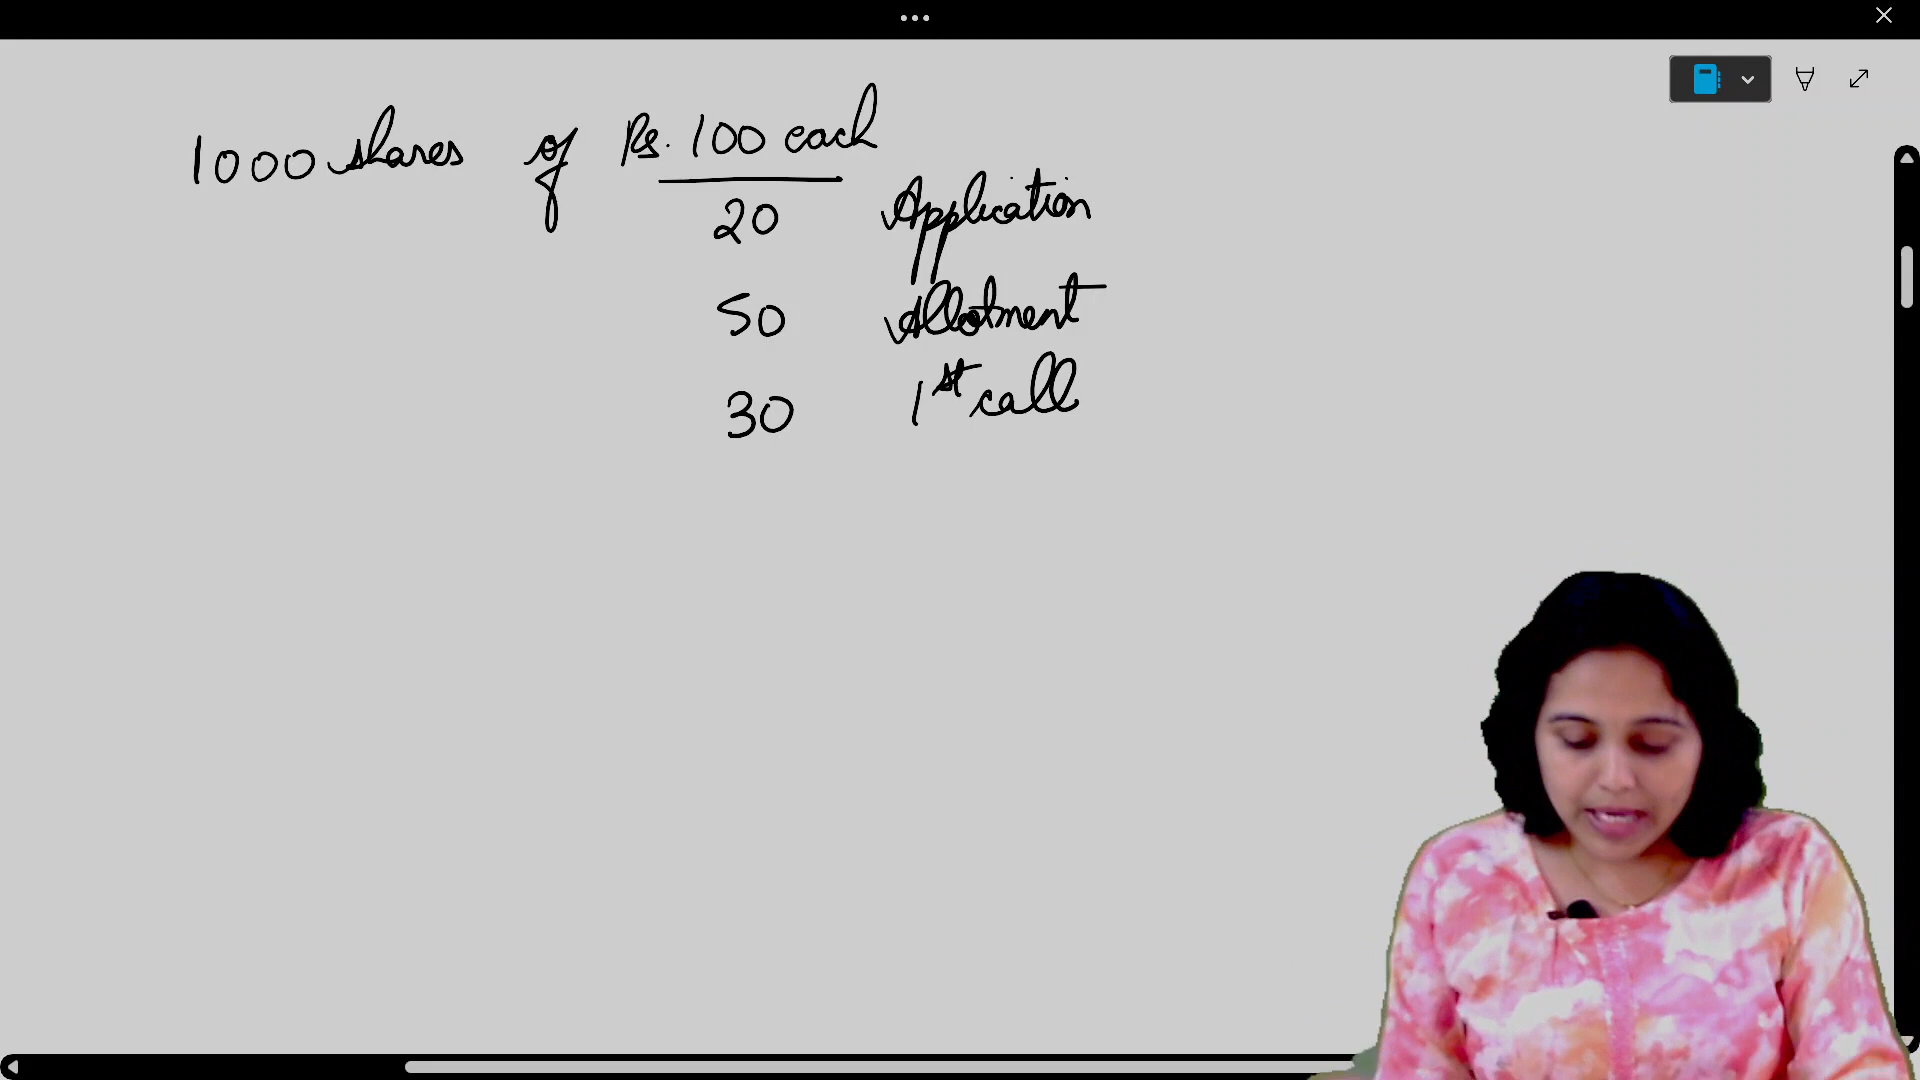 1000 shares of Rs. 100 each
20 Application
50 Allotment
30 1st call